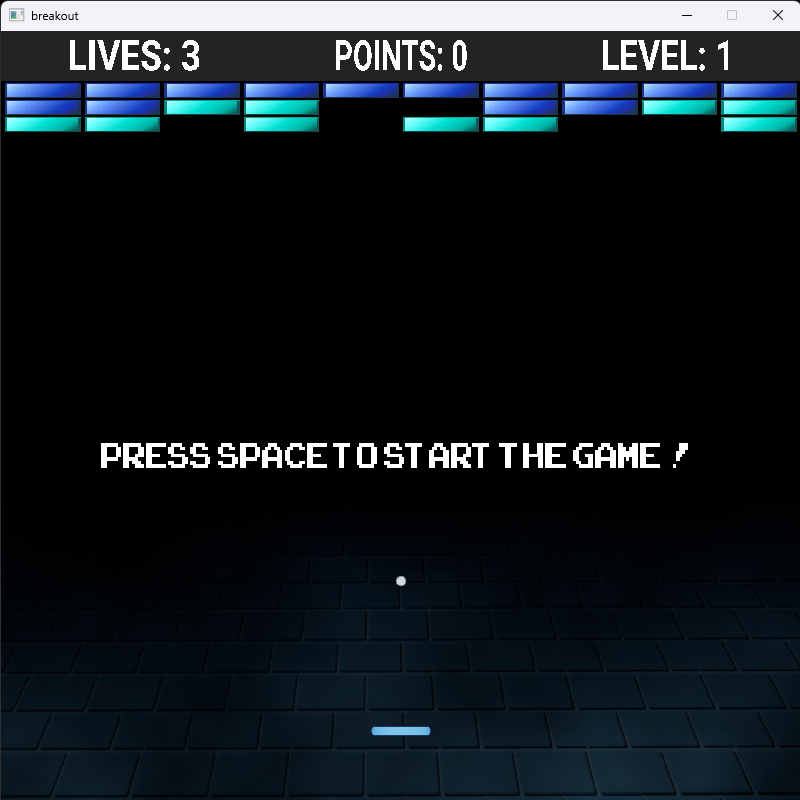 breakout
LIVES: 3 POINTS: 0 LEVEL: 1
PRESS SPACE TO START THE GAME !